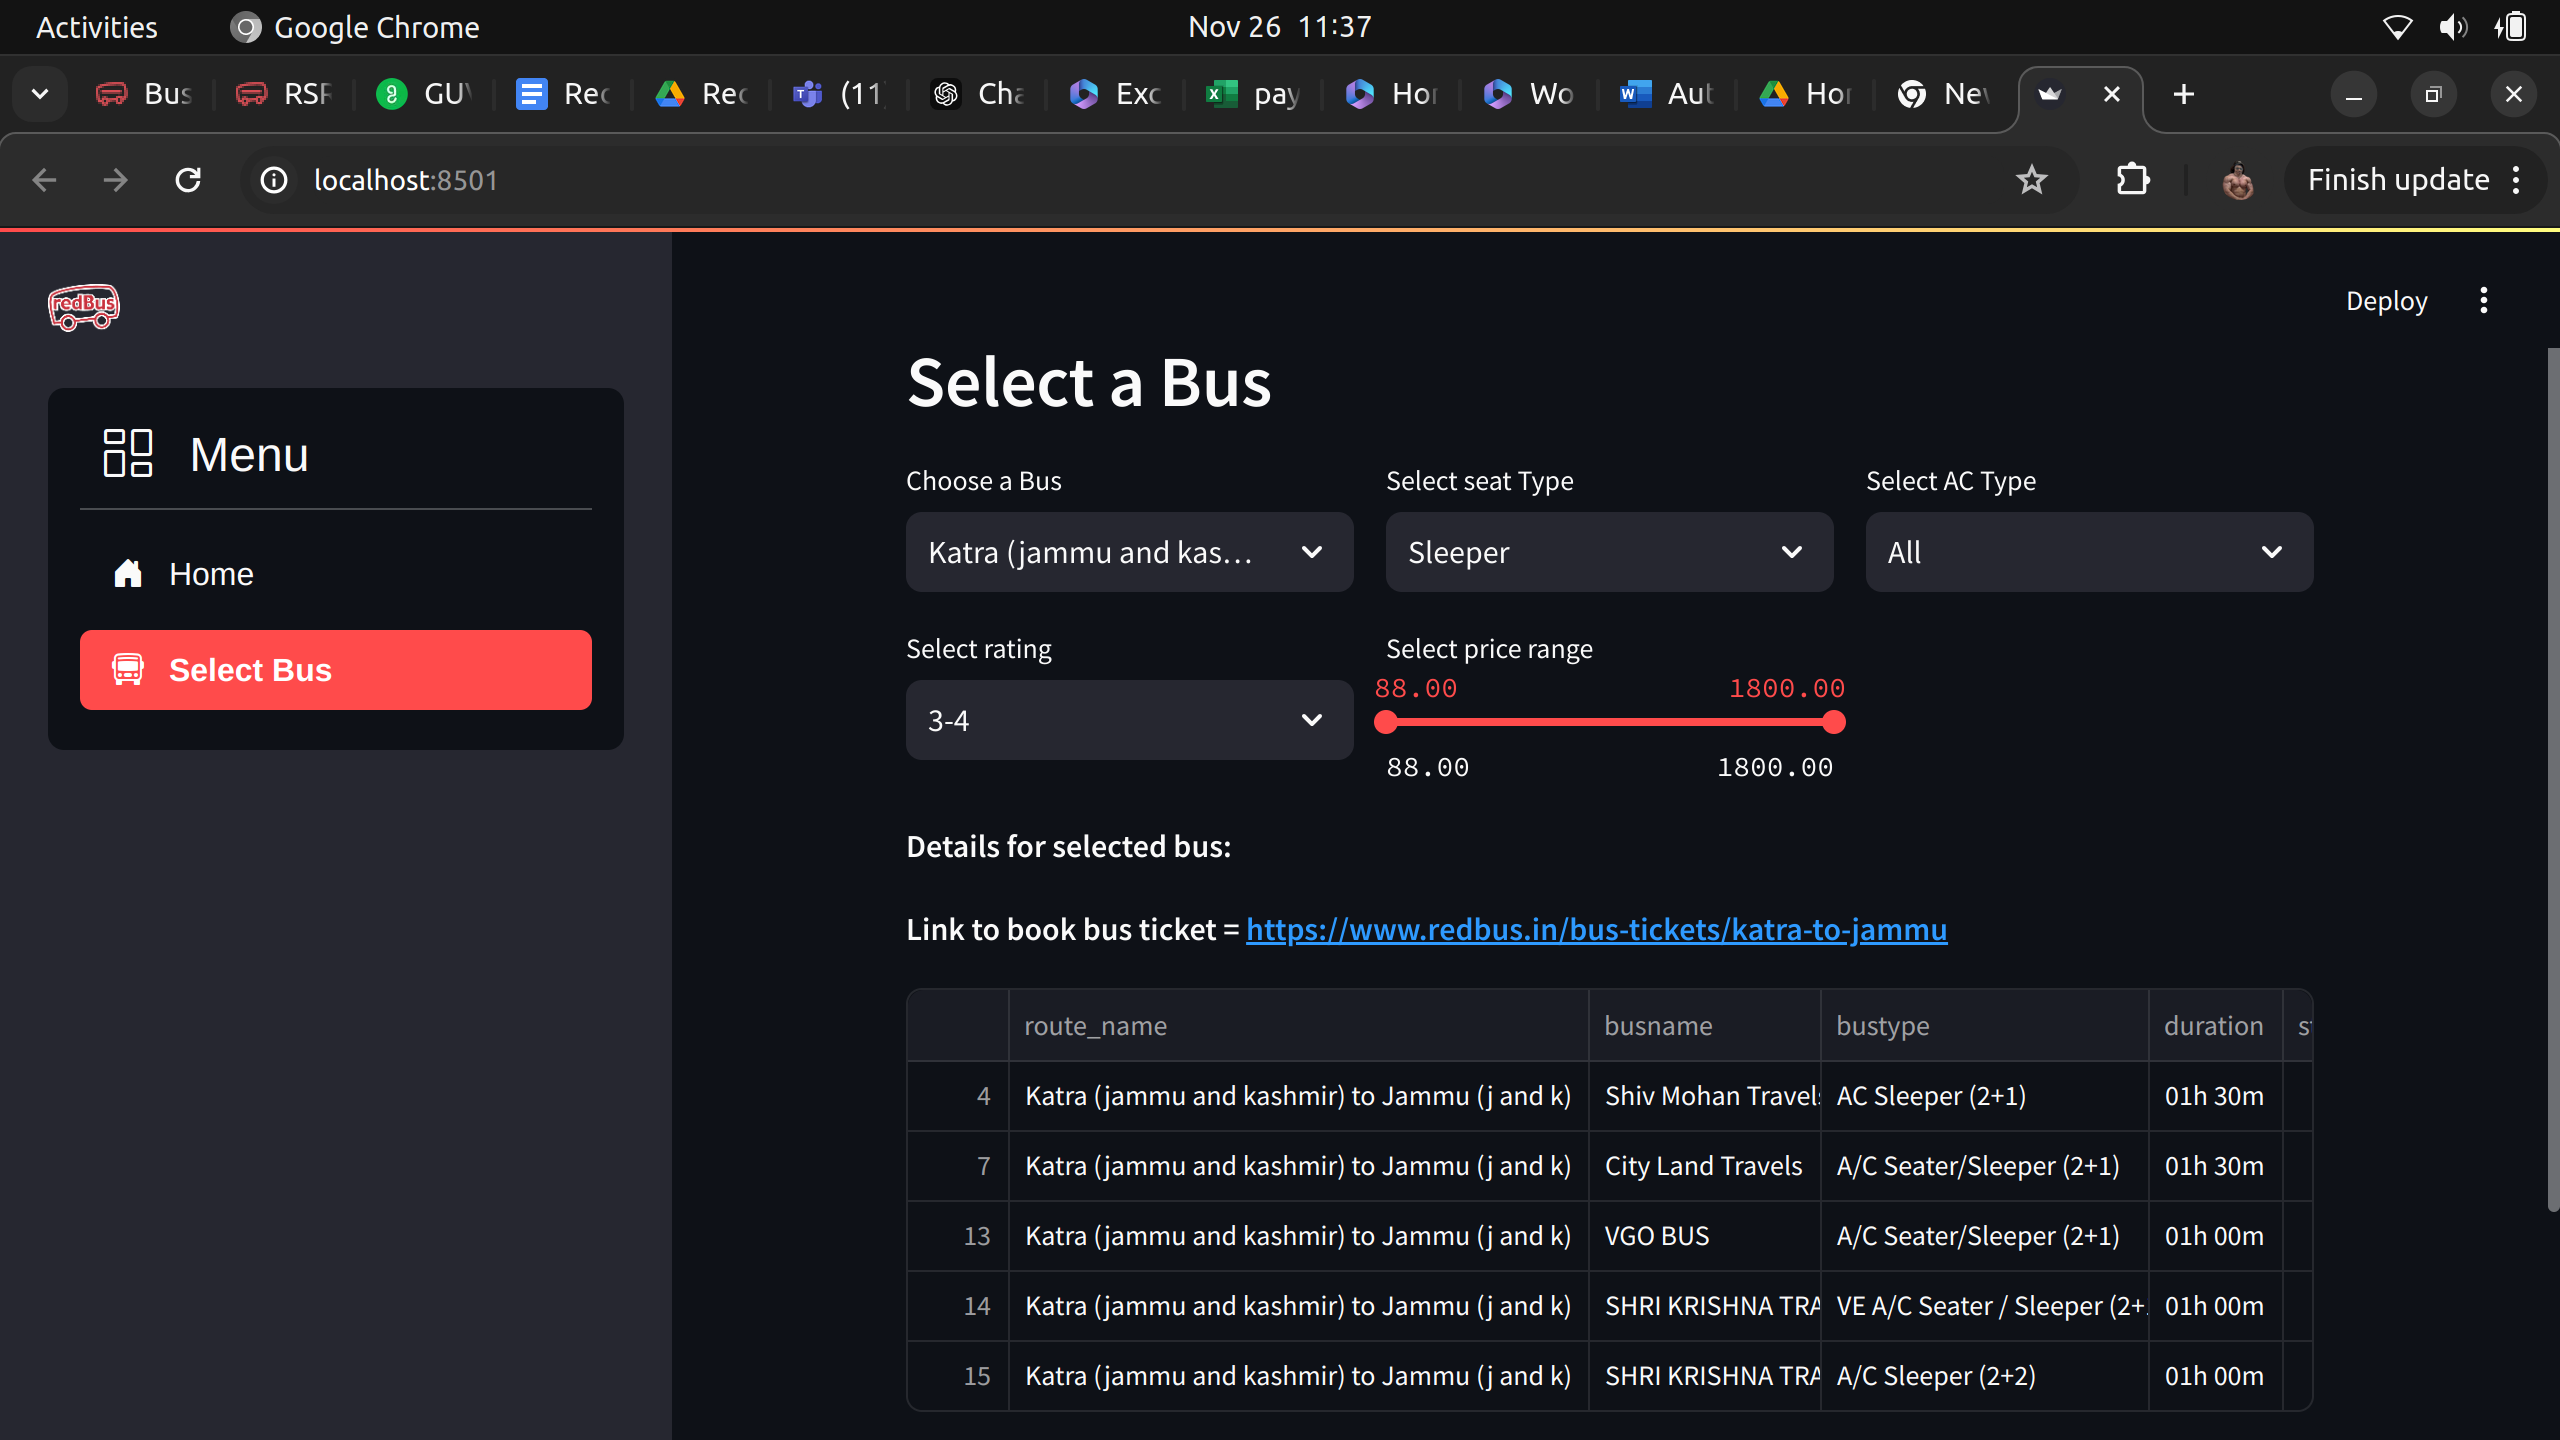 Activities Google Chrome Nov 26 11:37
Bus RSR GUV Rec Rec (11 Cha Exc pay Hor Wo Aut Hor Nev
localhost:8501 Finish update
redBus Deploy
Select a Bus
Menu
Choose a Bus Select seat Type Select AC Type
Katra (jammu and kas... Sleeper All
Home
Select rating Select price range
Select Bus
88.00 1800.00
3-4
88.00 1800.00
Details for selected bus:
Link to book bus ticket = https://www.redbus.in/bus-tickets/katra-to-jammu
route_name busname bustype duration
4 Katra (jammu and kashmir) to Jammu (j and k) Shiv Mohan Travels AC Sleeper (2+1) 01h 30m
7 Katra (jammu and kashmir) to Jammu (j and k) City Land Travels A/C Seater/Sleeper (2+1) 01h 30m
13 Katra (jammu and kashmir) to Jammu (j and k) VGO BUS A/C Seater/Sleeper (2+1) 01h 00m
14 Katra (jammu and kashmir) to Jammu (j and k) SHRI KRISHNA TRA VE A/C Seater / Sleeper (2+ 01h 00m
15 Katra (jammu and kashmir) to Jammu (j and k) SHRI KRISHNA TRA A/C Sleeper (2+2) 01h 00m